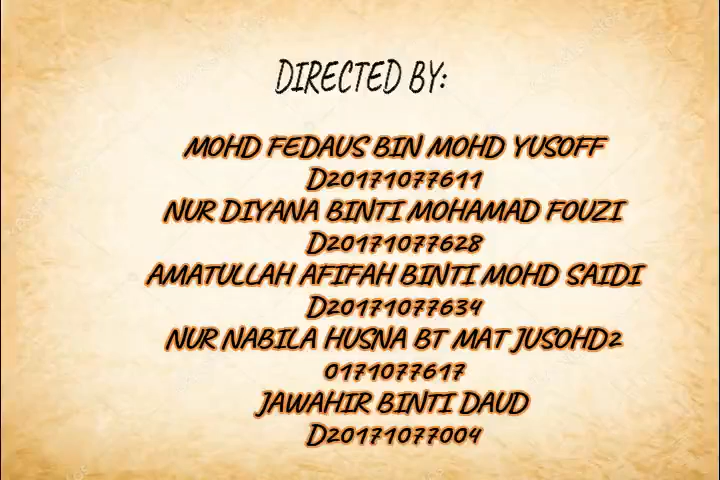 DIRECTED BY:
MOHD FEDAUS BIN MOHD YUSOFF
D20171077611
NUR DIYANA BINTI MOHAMAD FOUZI
D20171077628
AMATULLAH AFIFAH BINTI MOHD SAIDI
D20171077634
NUR NABILA HUSNA BT MAT JUSOHD2
0171077617
JAWAHIR BINTI DAUD
D20171077004